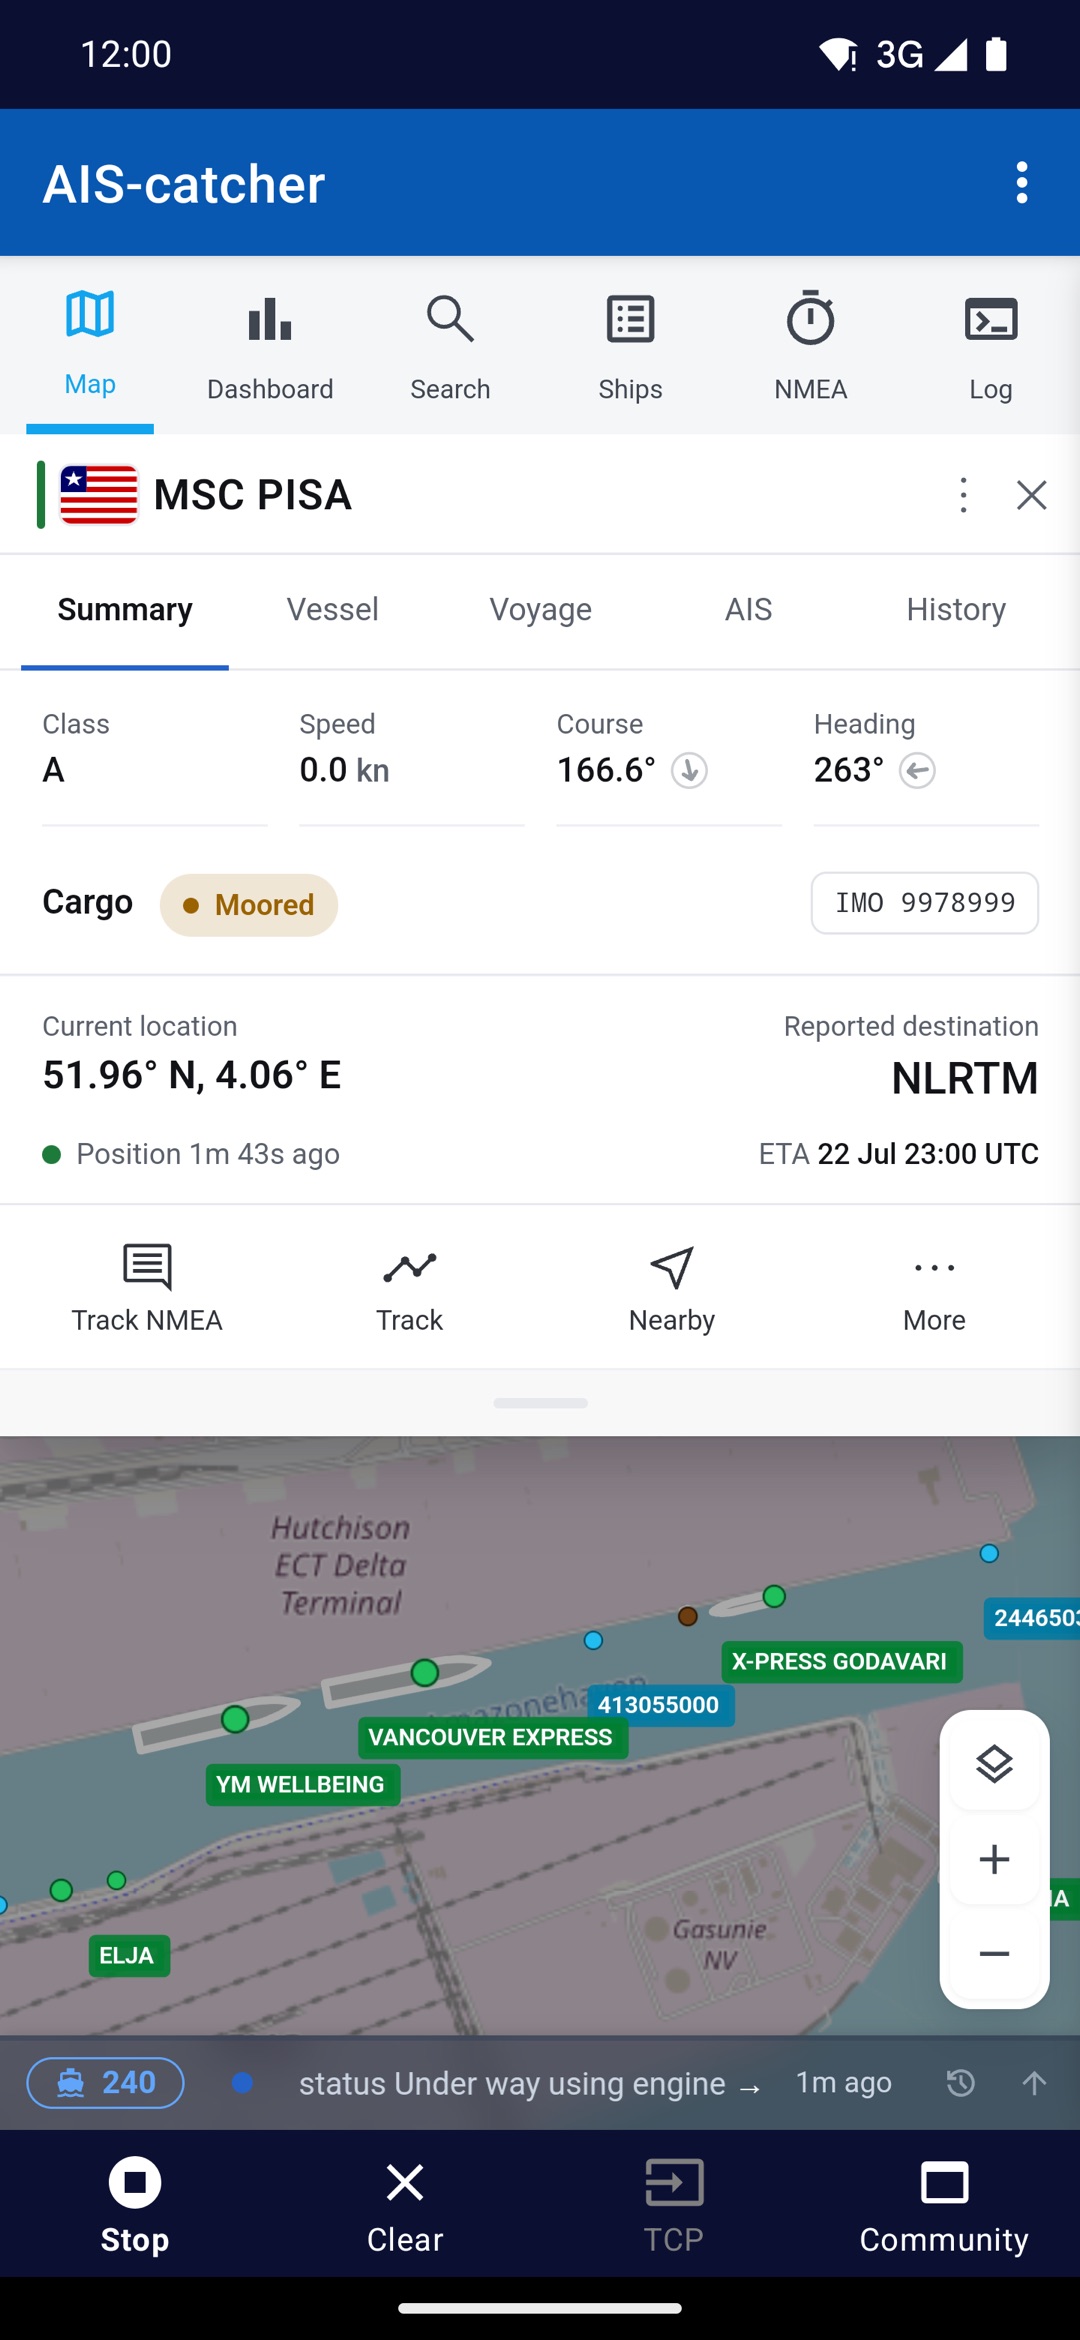 12:00
3G
AIS-catcher
Map
Dashboard
Search
Ships
NMEA
Log
MSC PISA
Summary
Vessel
Voyage
AIS
History
Class
Speed
Course
Heading
A
0.0 kn
166.6°
263°
Cargo
Moored
IMO 9978999
Current location
Reported destination
51.96° N, 4.06° E
NLRTM
Position 1m 43s ago
ETA 22 Jul 23:00 UTC
Track NMEA
Track
Nearby
More
Hutchison
ECT Delta
Terminal
2446503
X-PRESS GODAVARI
413055000
VANCOUVER EXPRESS
YM WELLBEING
IA
Gasunie
NV
ELJA
240
status Under way using engine →
1m ago
Stop
Clear
TCP
Community